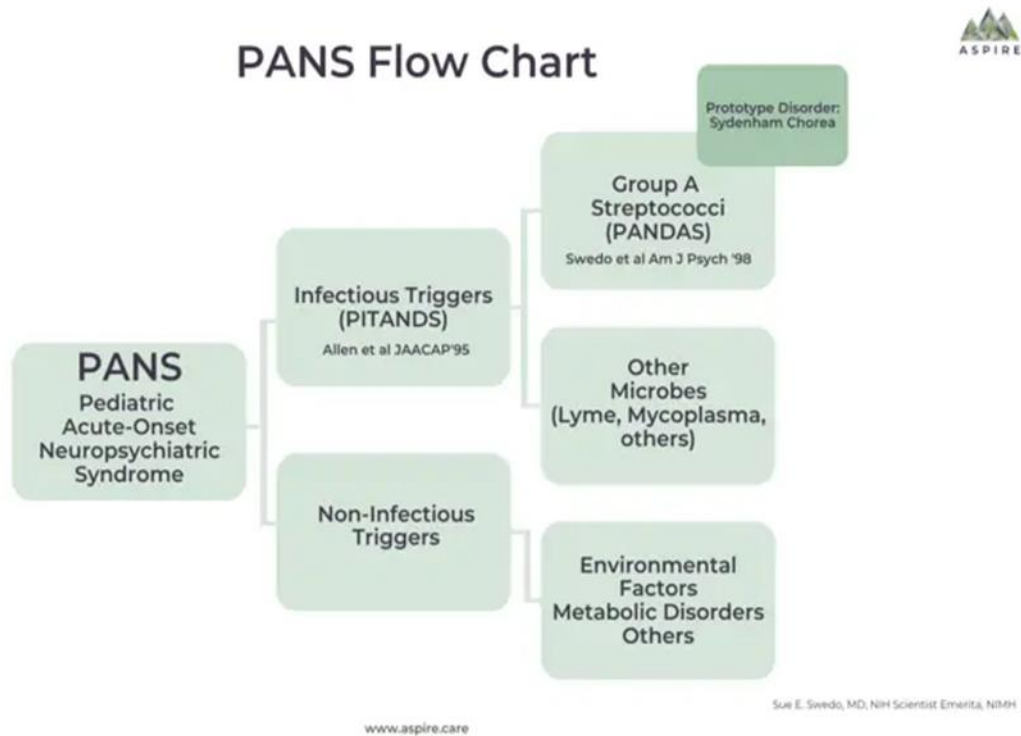 ASPIRE
PANS Flow Chart
Prototype Disorder:
Sydenham Chorea
Group A
Streptococci
(PANDAS)
Swedo et al Am J Psych '98
Infectious Triggers
(PITANDS)
Allen et al JAACAP'95
Other
Microbes
(Lyme, Mycoplasma,
others)
PANS
Pediatric
Acute-Onset
Neuropsychiatric
Syndrome
Non-Infectious
Triggers
Environmental
Factors
Metabolic Disorders
Others
Sue E. Swedo, MD, NIH Scientist Emerita, NIMH
www.aspire.care